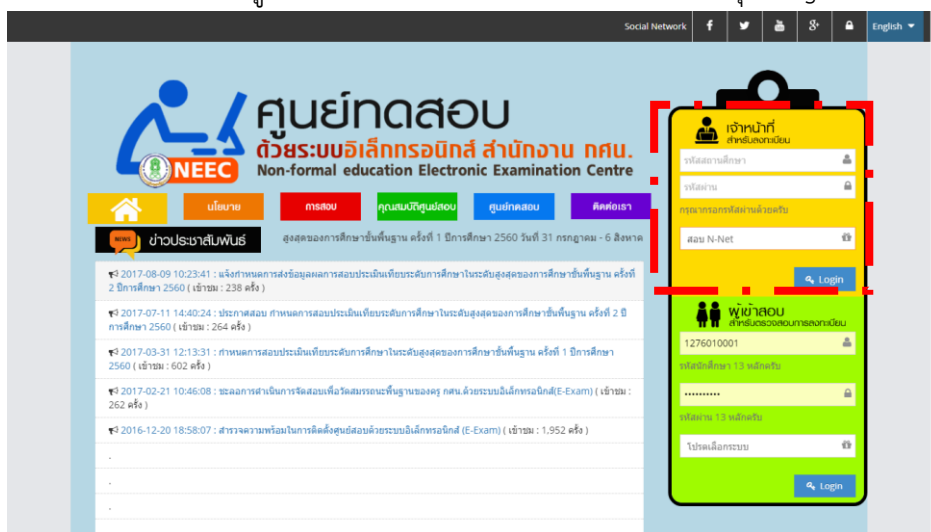 Social Network
English
ศูนย์ทดสอบ
ด้วยระบบอิเล็กทรอนิกส์ สำนักงาน กศน.
NEEC
Non-formal education Electronic Examination Centre
นโยบาย
การสอบ
คุณสมบัติศูนย์สอบ
ศูนย์ทดสอบ
ติดต่อเรา
NEWS
ข่าวประชาสัมพันธ์
สูงสุดของการศึกษาขั้นพื้นฐาน ครั้งที่ 1 ปีการศึกษา 2560 วันที่ 31 กรกฎาคม - 6 สิงหาค
2017-08-09 10:23:41 : แจ้งกำหนดการส่งข้อมูลผลการสอบประเมินเทียบระดับการศึกษาในระดับสูงสุดของการศึกษาขั้นพื้นฐาน ครั้งที่
2 ปีการศึกษา 2560 ( เข้าชม : 238 ครั้ง )
2017-07-11 14:40:24 : ประกาศสอบ กำหนดการสอบประเมินเทียบระดับการศึกษาในระดับสูงสุดของการศึกษาขั้นพื้นฐาน ครั้งที่ 2 ปี
การศึกษา 2560 ( เข้าชม : 264 ครั้ง )
2017-03-31 12:13:31 : กำหนดการสอบประเมินเทียบระดับการศึกษาในระดับสูงสุดของการศึกษาขั้นพื้นฐาน ครั้งที่ 1 ปีการศึกษา
2560 ( เข้าชม : 602 ครั้ง )
2017-02-21 10:46:08 : ชะลอการดำเนินการจัดสอบเพื่อวัดสมรรถนะพื้นฐานของครู กศน.ด้วยระบบอิเล็กทรอนิกส์(E-Exam) ( เข้าชม :
262 ครั้ง )
2016-12-20 18:58:07 : สำรวจความพร้อมในการติดตั้งศูนย์สอบด้วยระบบอิเล็กทรอนิกส์ (E-Exam) ( เข้าชม : 1,952 ครั้ง )
.
.
.
เจ้าหน้าที่
สำหรับลงทะเบียน
รหัสสถานศึกษา
รหัสผ่าน
กรุณากรอกรหัสผ่านด้วยครับ
สอบ N-Net
Login
ผู้เข้าสอบ
สำหรับตรวจสอบการลงทะเบียน
1276010001
รหัสนักศึกษา 13 หลักครับ
••••••••••
รหัสผ่าน 13 หลักครับ
โปรดเลือกระบบ
Login